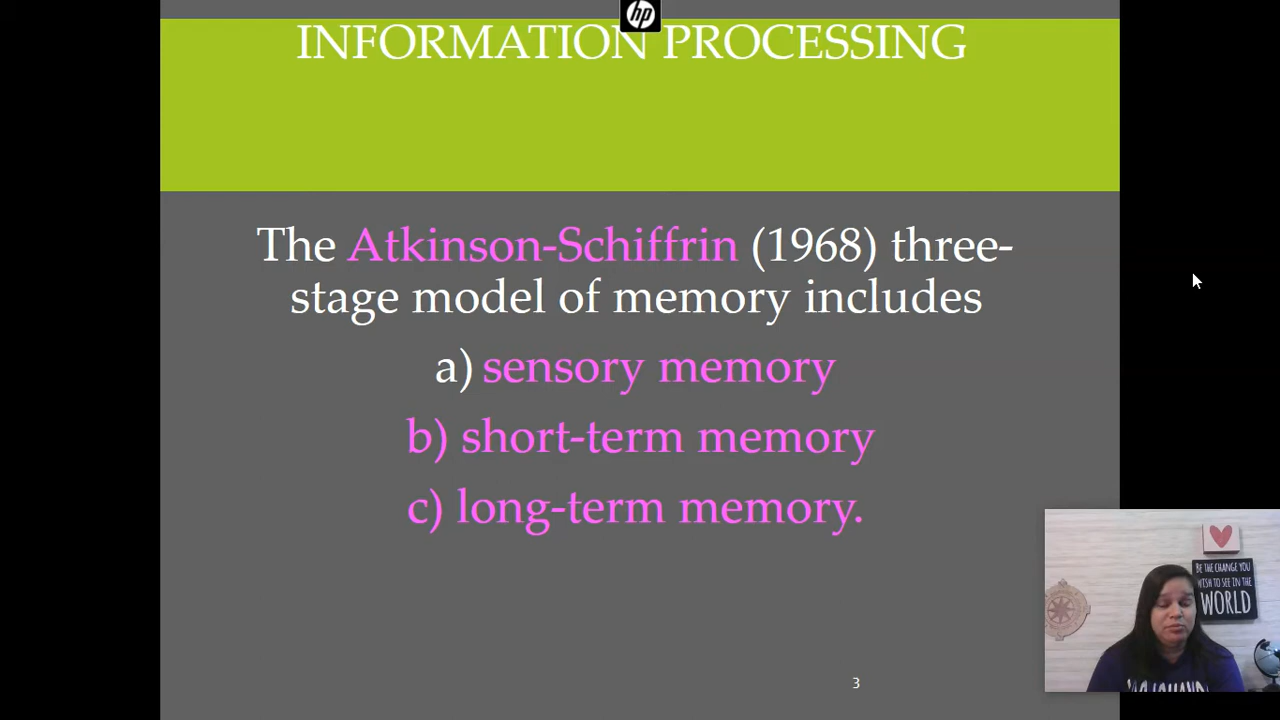 hp
INFORMATION PROCESSING
The Atkinson-Schiffrin (1968) three-
stage model of memory includes
a) sensory memory
b) short-term memory
c) long-term memory.
BE THE CHANGE YOU
WISH TO SEE IN THE
WORLD
3